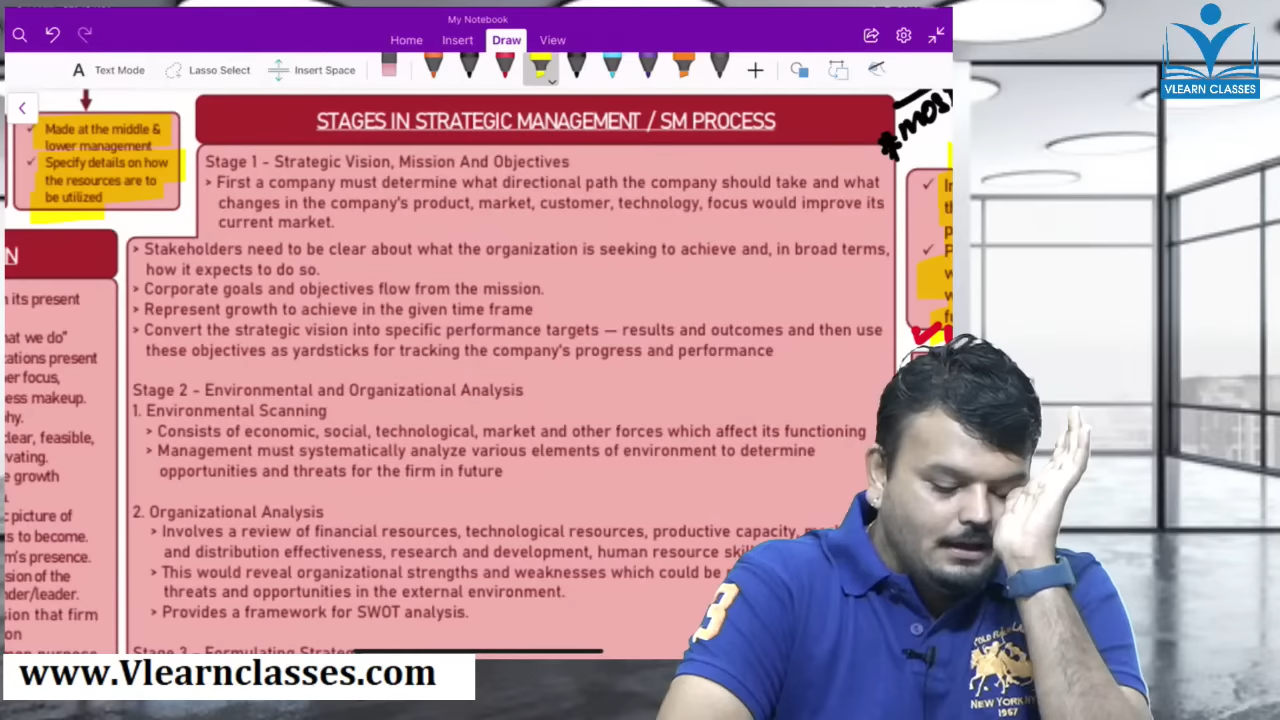 My Notebook
Home Insert Draw View
Text Mode Lasso Select Insert Space
VLEARN CLASSES
✓ Made at the middle &
lower management
✓ Specify details on how
the resources are to
be utilized
STAGES IN STRATEGIC MANAGEMENT / SM PROCESS
Stage 1 - Strategic Vision, Mission And Objectives
> First a company must determine what directional path the company should take and what
changes in the company's product, market, customer, technology, focus would improve its
current market.
> Stakeholders need to be clear about what the organization is seeking to achieve and, in broad terms,
how it expects to do so.
> Corporate goals and objectives flow from the mission.
> Represent growth to achieve in the given time frame
> Convert the strategic vision into specific performance targets — results and outcomes and then use
these objectives as yardsticks for tracking the company's progress and performance
Stage 2 - Environmental and Organizational Analysis
1. Environmental Scanning
> Consists of economic, social, technological, market and other forces which affect its functioning
> Management must systematically analyze various elements of environment to determine
opportunities and threats for the firm in future
2. Organizational Analysis
> Involves a review of financial resources, technological resources, productive capacity,
and distribution effectiveness, research and development, human resource
> This would reveal organizational strengths and weaknesses which could be
threats and opportunities in the external environment.
> Provides a framework for SWOT analysis.
Stage 3 - Formulating
N
its present
we do"
present
focus,
makeup.
feasible,
growth
picture of
to become.
presence.
of the
leader.
that firm
www.Vlearnclasses.com
3
NEW YORK
1967